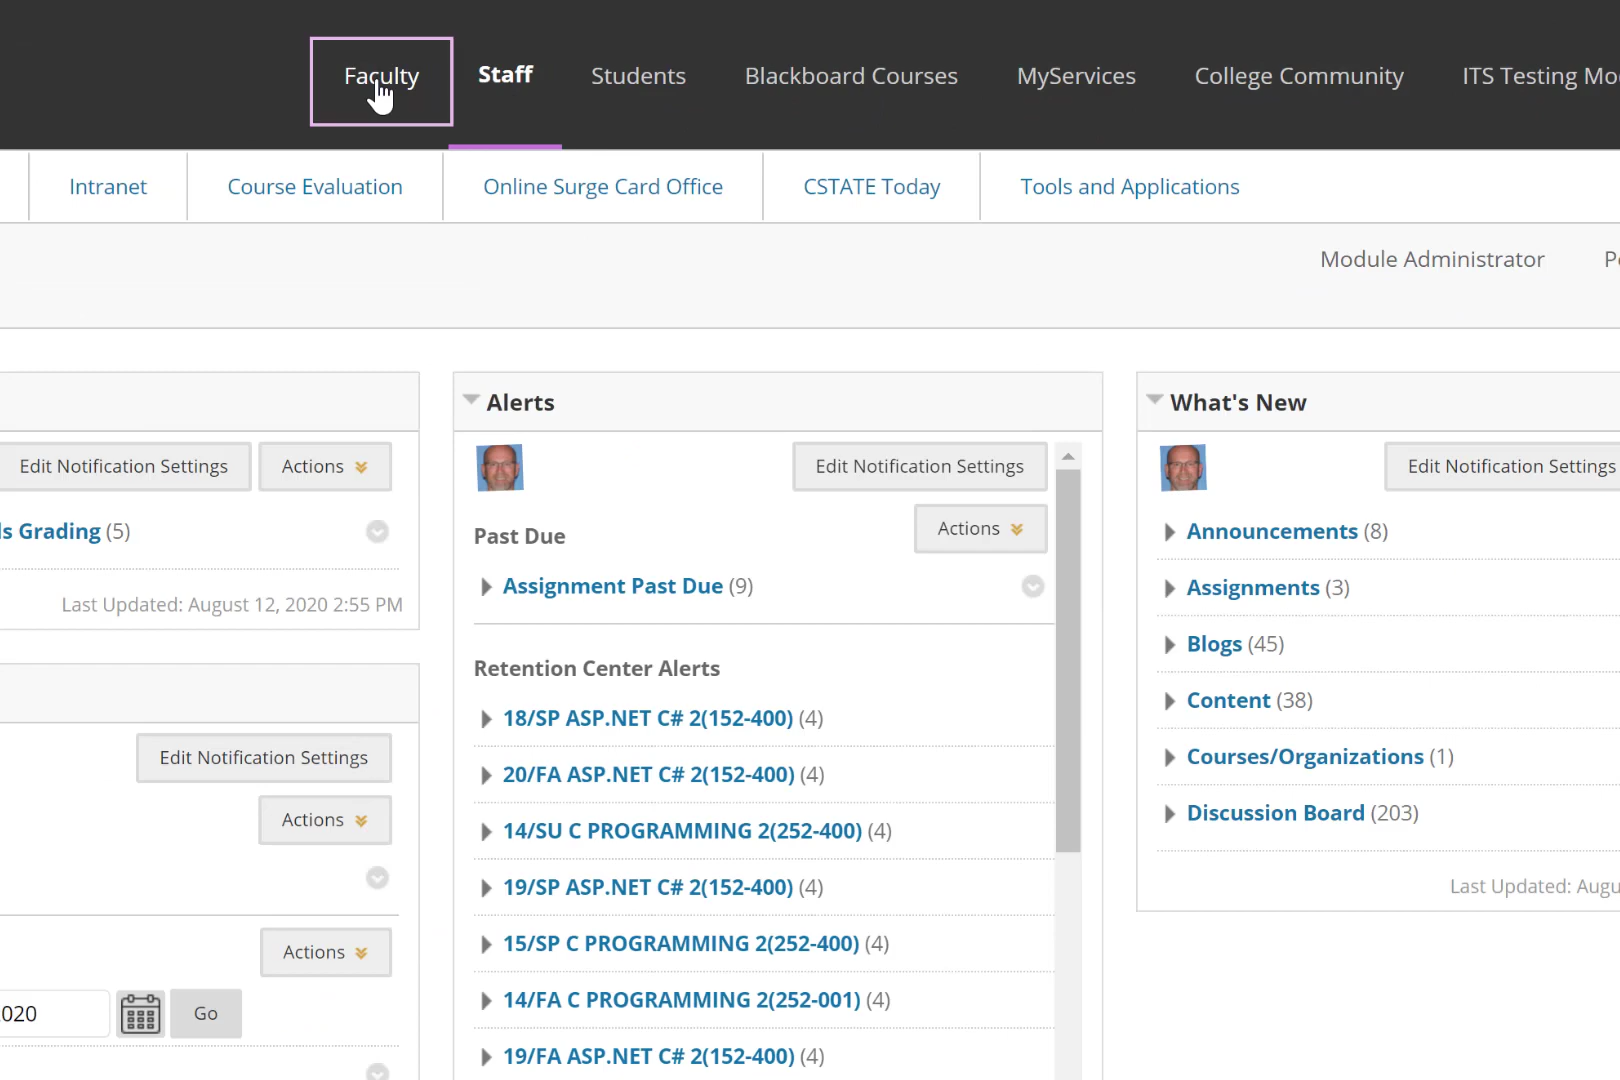 Faculty
Staff
Students
Blackboard Courses
MyServices
College Community
ITS Testing
Intranet
Course Evaluation
Online Surge Card Office
CSTATE Today
Tools and Applications
Module Administrator
Edit Notification Settings
Actions
Grading (5)
Last Updated: August 12, 2020 2:55 PM
Edit Notification Settings
Actions
Actions
Go
Alerts
Edit Notification Settings
Actions
Past Due
Assignment Past Due (9)
Retention Center Alerts
18/SP ASP.NET C# 2(152-400) (4)
20/FA ASP.NET C# 2(152-400) (4)
14/SU C PROGRAMMING 2(252-400) (4)
19/SP ASP.NET C# 2(152-400) (4)
15/SP C PROGRAMMING 2(252-400) (4)
14/FA C PROGRAMMING 2(252-001) (4)
19/FA ASP.NET C# 2(152-400) (4)
What's New
Edit Notification Settings
Announcements (8)
Assignments (3)
Blogs (45)
Content (38)
Courses/Organizations (1)
Discussion Board (203)
Last Updated: